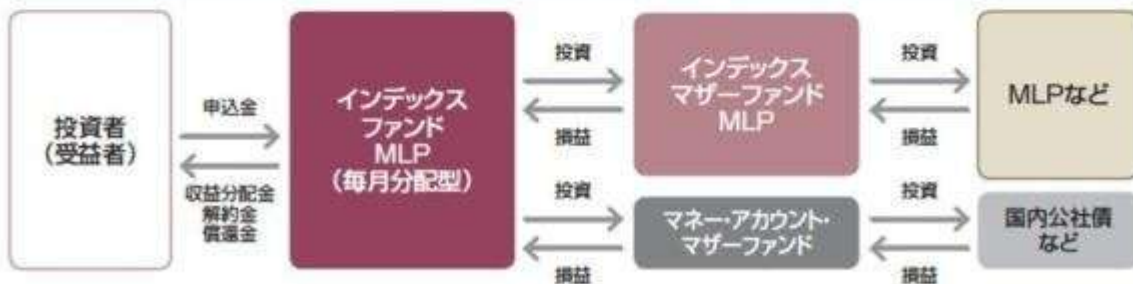 投資者
（受益者）
申込金
収益分配金
解約金
償還金
インデックス
ファンド
MLP
（毎月分配型）
投資
損益
投資
損益
インデックス
マザーファンド
MLP
マネー・アカウント・
マザーファンド
投資
損益
投資
損益
MLPなど
国内公社債
など